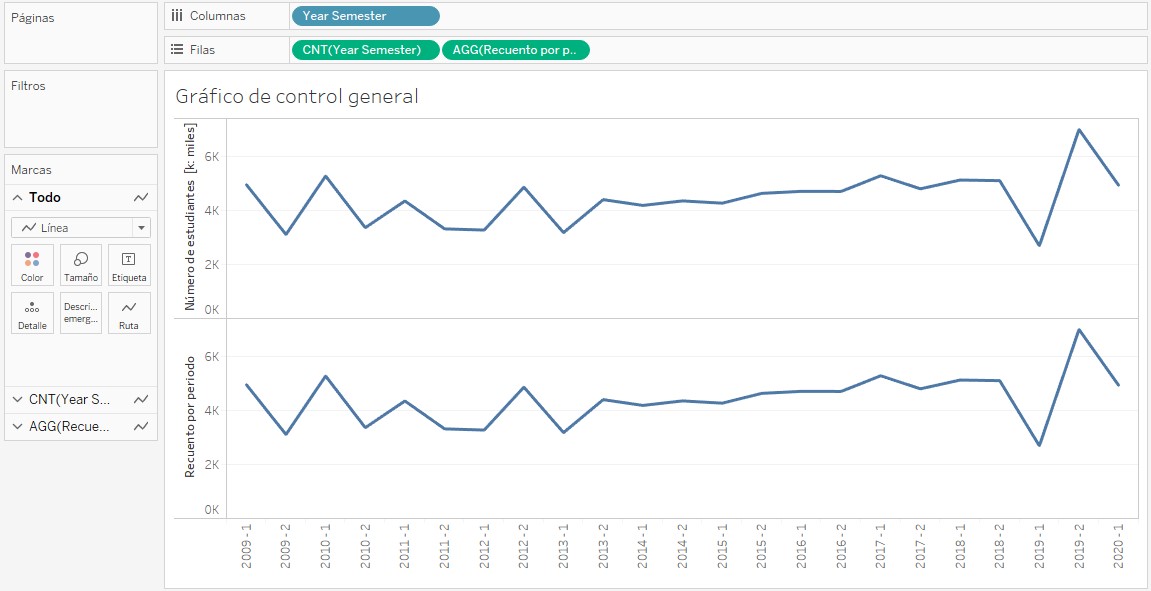 Páginas
Columnas
Year Semester
Filas
CNT(Year Semester)
AGG(Recuento por p..
Filtros
Marcas
Todo
Línea
Color
Tamaño
Etiqueta
Detalle
Descri...
emerg...
Ruta
CNT(Year S...
AGG(Recue...
Gráfico de control general
Número de estudiantes [k: miles]
6K
4K
2K
0K
Recuento por periodo
6K
4K
2K
0K
2009 - 1
2009 - 2
2010 - 1
2010 - 2
2011 - 1
2011 - 2
2012 - 1
2012 - 2
2013 - 1
2013 - 2
2014 - 1
2014 - 2
2015 - 1
2015 - 2
2016 - 1
2016 - 2
2017 - 1
2017 - 2
2018 - 1
2018 - 2
2019 - 1
2019 - 2
2020 - 1